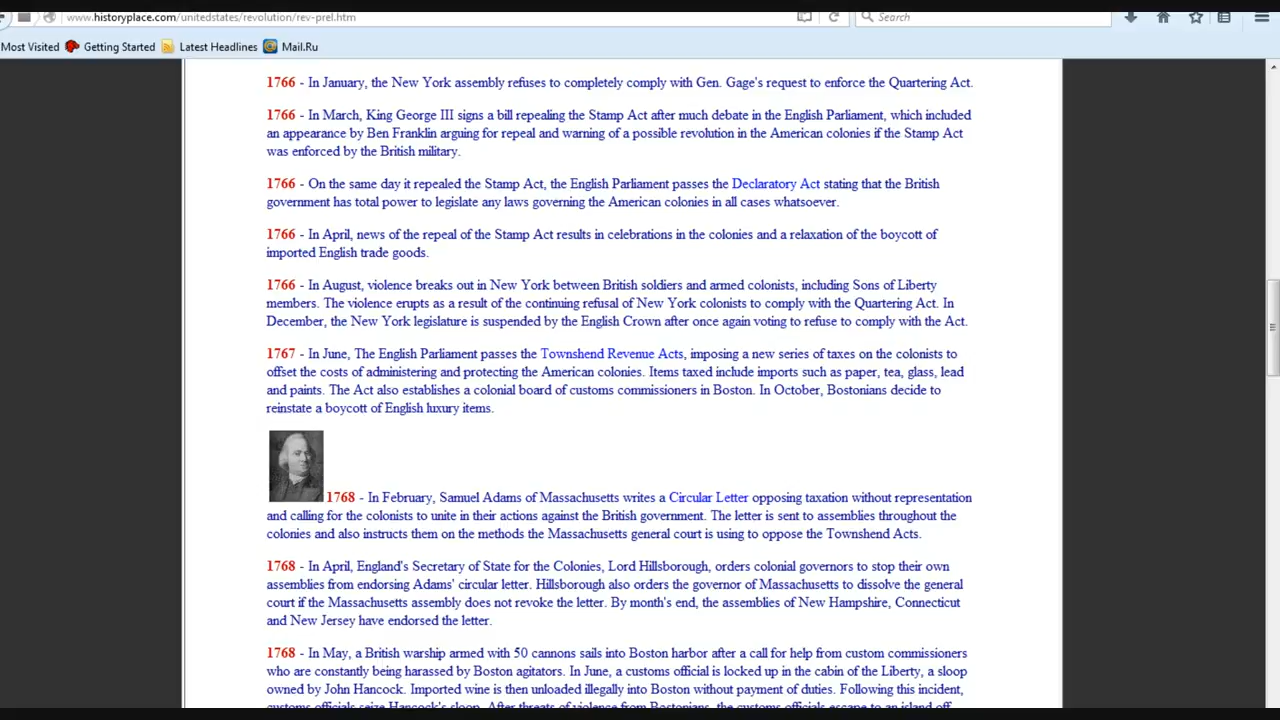 www.historyplace.com/unitedstates/revolution/rev-prel.htm
Search
Most Visited Getting Started Latest Headlines Mail.Ru
1766 - In January, the New York assembly refuses to completely comply with Gen. Gage's request to enforce the Quartering Act.
1766 - In March, King George III signs a bill repealing the Stamp Act after much debate in the English Parliament, which included
an appearance by Ben Franklin arguing for repeal and warning of a possible revolution in the American colonies if the Stamp Act
was enforced by the British military.
1766 - On the same day it repealed the Stamp Act, the English Parliament passes the Declaratory Act stating that the British
government has total power to legislate any laws governing the American colonies in all cases whatsoever.
1766 - In April, news of the repeal of the Stamp Act results in celebrations in the colonies and a relaxation of the boycott of
imported English trade goods.
1766 - In August, violence breaks out in New York between British soldiers and armed colonists, including Sons of Liberty
members. The violence erupts as a result of the continuing refusal of New York colonists to comply with the Quartering Act. In
December, the New York legislature is suspended by the English Crown after once again voting to refuse to comply with the Act.
1767 - In June, The English Parliament passes the Townshend Revenue Acts, imposing a new series of taxes on the colonists to
offset the costs of administering and protecting the American colonies. Items taxed include imports such as paper, tea, glass, lead
and paints. The Act also establishes a colonial board of customs commissioners in Boston. In October, Bostonians decide to
reinstate a boycott of English luxury items.
1768 - In February, Samuel Adams of Massachusetts writes a Circular Letter opposing taxation without representation
and calling for the colonists to unite in their actions against the British government. The letter is sent to assemblies throughout the
colonies and also instructs them on the methods the Massachusetts general court is using to oppose the Townshend Acts.
1768 - In April, England's Secretary of State for the Colonies, Lord Hillsborough, orders colonial governors to stop their own
assemblies from endorsing Adams' circular letter. Hillsborough also orders the governor of Massachusetts to dissolve the general
court if the Massachusetts assembly does not revoke the letter. By month's end, the assemblies of New Hampshire, Connecticut
and New Jersey have endorsed the letter.
1768 - In May, a British warship armed with 50 cannons sails into Boston harbor after a call for help from custom commissioners
who are constantly being harassed by Boston agitators. In June, a customs official is locked up in the cabin of the Liberty, a sloop
owned by John Hancock. Imported wine is then unloaded illegally into Boston without payment of duties. Following this incident,
customs officials seize Hancock's sloop. After threats of violence from Bostonians, the customs officials escape to an island off